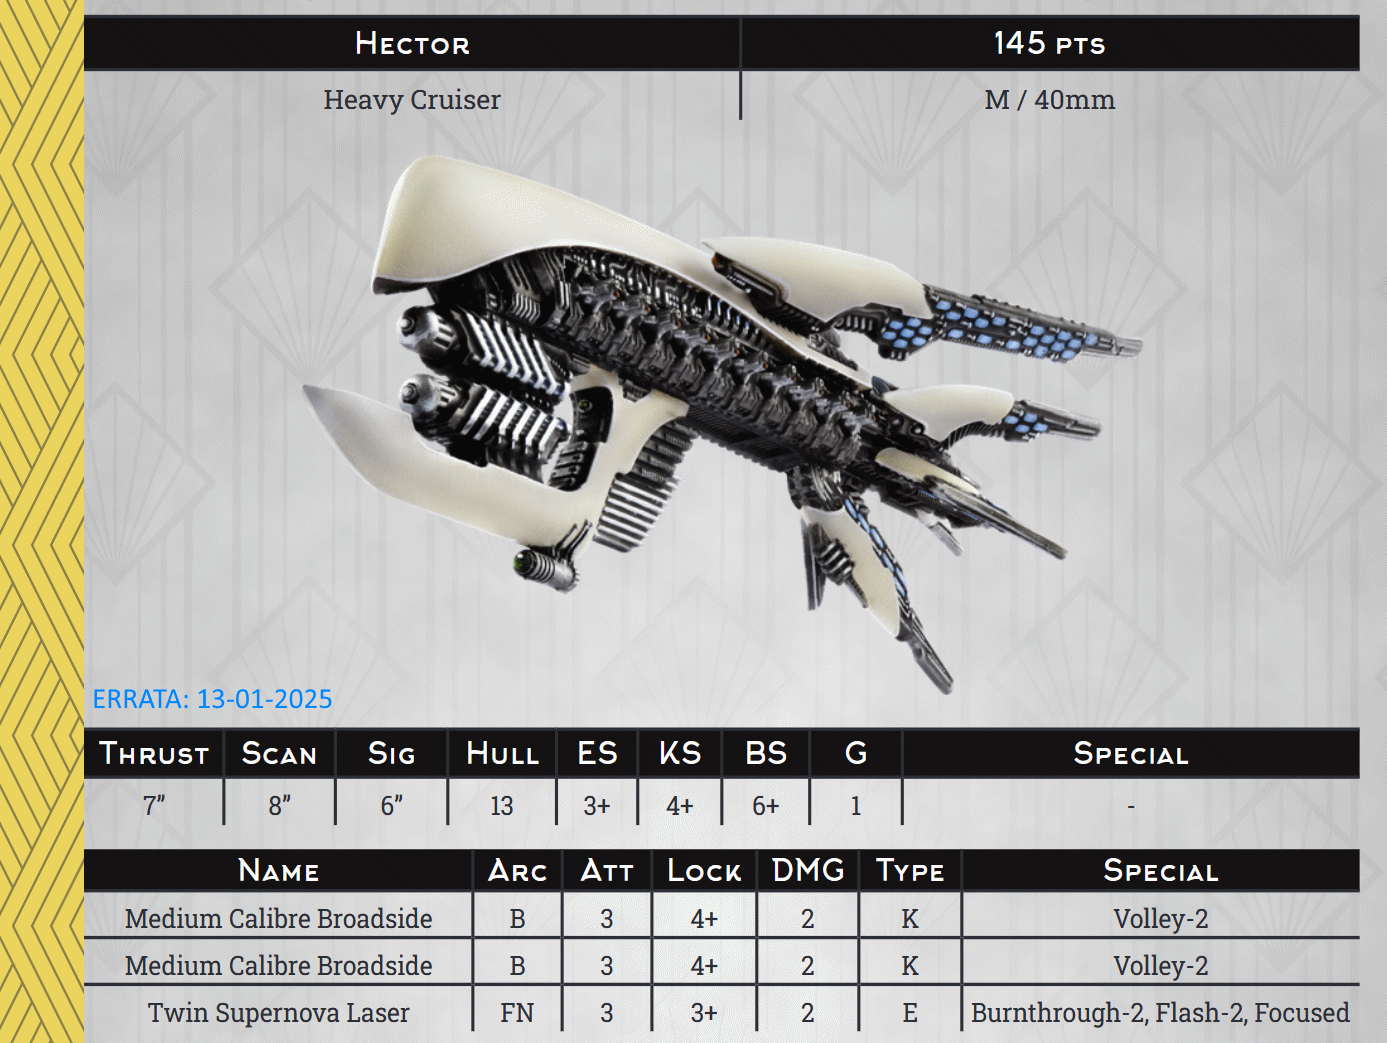 Hector 145 pts
Heavy Cruiser M / 40mm
ERRATA: 13-01-2025
Thrust Scan Sig Hull ES KS BS G Special
7” 8” 6” 13 3+ 4+ 6+ 1 -
Name Arc Att Lock DMG Type Special
Medium Calibre Broadside B 3 4+ 2 K Volley-2
Medium Calibre Broadside B 3 4+ 2 K Volley-2
Twin Supernova Laser FN 3 3+ 2 E Burnthrough-2, Flash-2, Focused